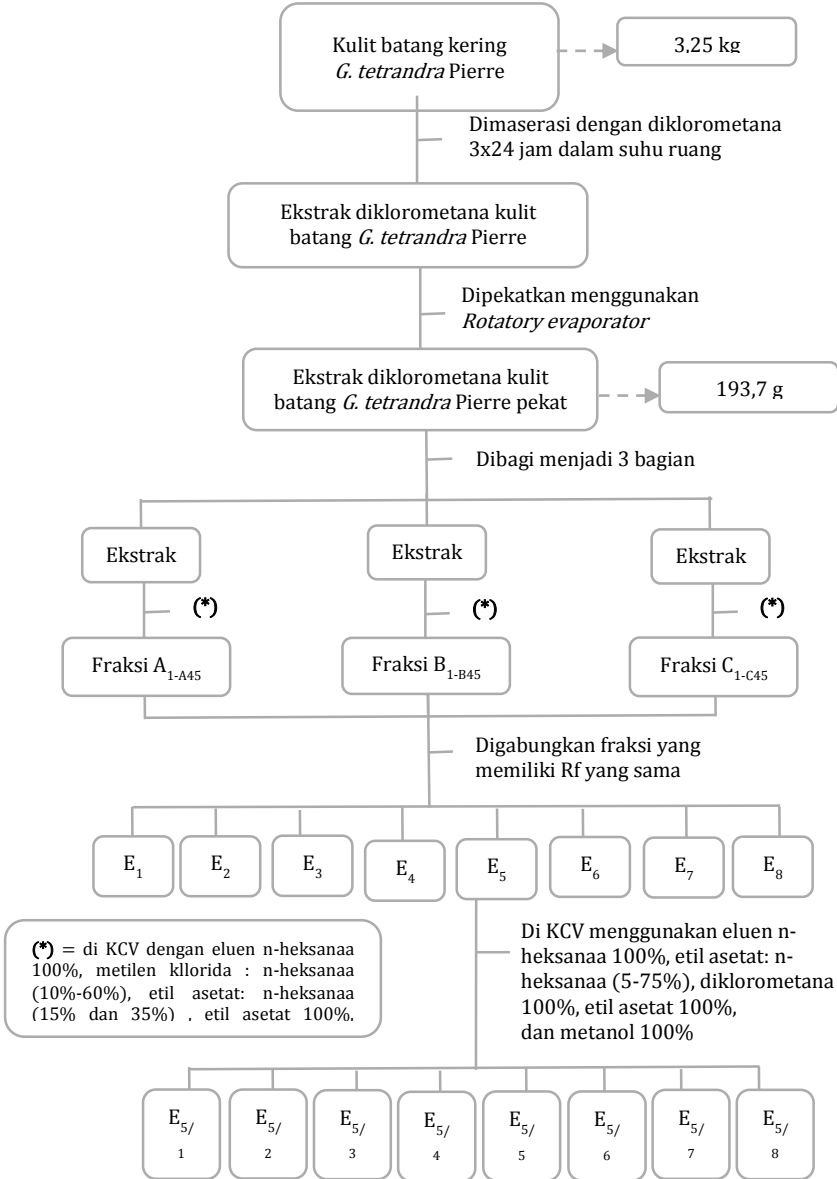 Kulit batang kering
G. tetrandra Pierre
3,25 kg
Dimaserasi dengan diklorometana
3x24 jam dalam suhu ruang
Ekstrak diklorometana kulit
batang G. tetrandra Pierre
Dipekatkan menggunakan
Rotatory evaporator
Ekstrak diklorometana kulit
batang G. tetrandra Pierre pekat
193,7 g
Dibagi menjadi 3 bagian
Ekstrak
Ekstrak
Ekstrak
(*)
(*)
(*)
Fraksi A1-A45
Fraksi B1-B45
Fraksi C1-C45
Digabungkan fraksi yang
memiliki Rf yang sama
E1
E2
E3
E4
E5
E6
E7
E8
(*) = di KCV dengan eluen n-heksanaa
100%, metilen kllorida : n-heksanaa
(10%-60%), etil asetat: n-heksanaa
(15% dan 35%) , etil asetat 100%.
Di KCV menggunakan eluen n-
heksanaa 100%, etil asetat: n-
heksanaa (5-75%), diklorometana
100%, etil asetat 100%,
dan metanol 100%
E5/
1
E5/
2
E5/
3
E5/
4
E5/
5
E5/
6
E5/
7
E5/
8